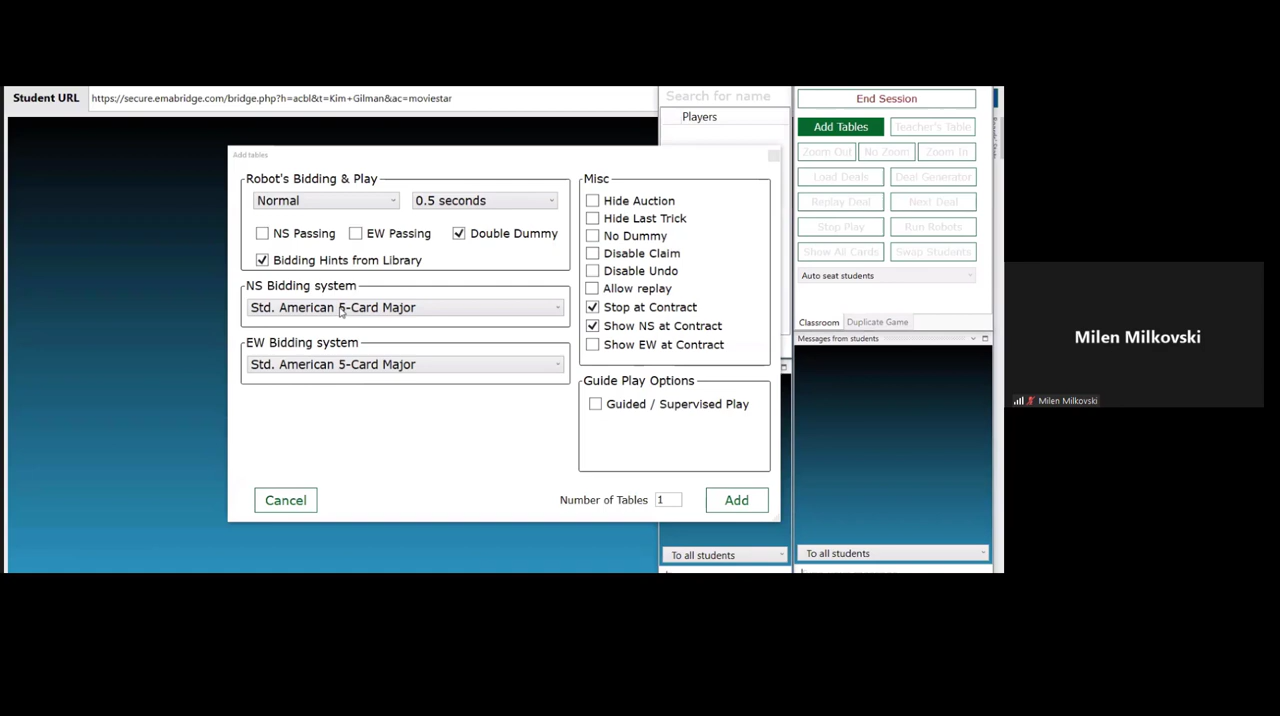 Student URL
https://secure.emabridge.com/bridge.php?h=acbl&t=Kim+Gilman&ac=moviestar
Search for name
Players
End Session
Add Tables
Teacher's Table
Zoom Out
No Zoom
Zoom In
Load Deals
Deal Generator
Replay Deal
Next Deal
Stop Play
Run Robots
Show All Cards
Swap Students
Auto seat students
Classroom
Duplicate Game
Messages from students
To all students
To all students
Add tables
Robot's Bidding & Play
Normal
0.5 seconds
NS Passing
EW Passing
Double Dummy
Bidding Hints from Library
NS Bidding system
Std. American 5-Card Major
EW Bidding system
Std. American 5-Card Major
Misc
Hide Auction
Hide Last Trick
No Dummy
Disable Claim
Disable Undo
Allow replay
Stop at Contract
Show NS at Contract
Show EW at Contract
Guide Play Options
Guided / Supervised Play
Cancel
Number of Tables 1
Add
Milen Milkovski
Milen Milkovski